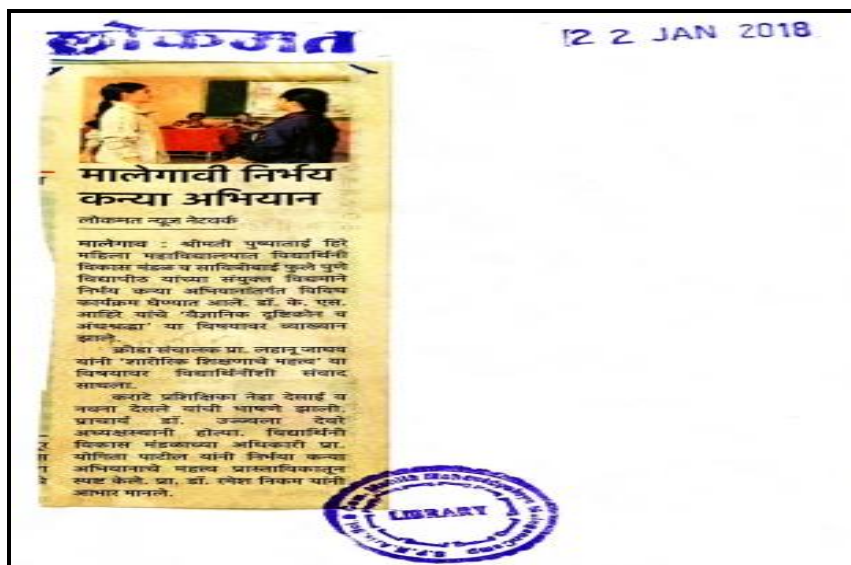 लोकमत
22 JAN 2018
मालेगावी निर्भय
कन्या अभियान
लोकमत न्यूज नेटवर्क
मालेगाव : श्रीमती पुष्पाताई हिरे
महिला महाविद्यालयात विद्यार्थिनी
विकास मंडळ व सावित्रीबाई फुले पुणे
विद्यापीठ यांच्या संयुक्त विद्यमाने
निर्भय कन्या अभियानांतर्गत विविध
कार्यक्रम घेण्यात आले. डॉ. के. एस.
आहिरे यांचे 'वैज्ञानिक दृष्टिकोन व
अंधश्रद्धा' या विषयावर व्याख्यान
झाले.
क्रीडा संचालक प्रा. लहानू जाधव
यांनी 'शारीरिक शिक्षणाचे महत्त्व' या
विषयावर विद्यार्थिनींशी संवाद
साधला.
कराटे प्रशिक्षिका नेहा देसाई व
देसले यांची भाषणे झाली.
प्राचार्य डॉ. उज्ज्वला देवरे
अध्यक्षस्थानी होत्या. विद्यार्थिनी
विकास मंडळाच्या अधिकारी प्रा.
योगिता पाटील यांनी निर्भया कन्या
अभियानाचे महत्त्व प्रास्ताविकातून
स्पष्ट केले. प्रा. डॉ. रमेश निकम यांनी
आभार मानले.
LIBRARY